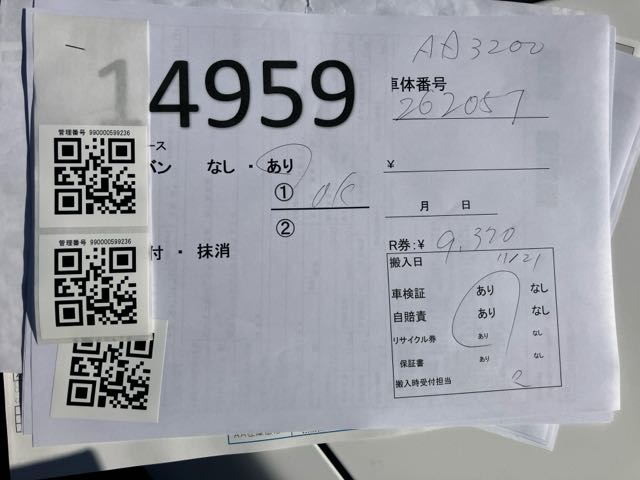 AA3200
14959
車体番号
262057
管理番号 990000599236
ース
バン なし ・ あり
① OK
¥
②
月 日
付 ・ 抹消
R券:¥ 9,370
管理番号 990000599236
搬入日 11/21
車検証 あり なし
自賠責 あり なし
リサイクル券 あり なし
保証書 あり なし
搬入時受付担当